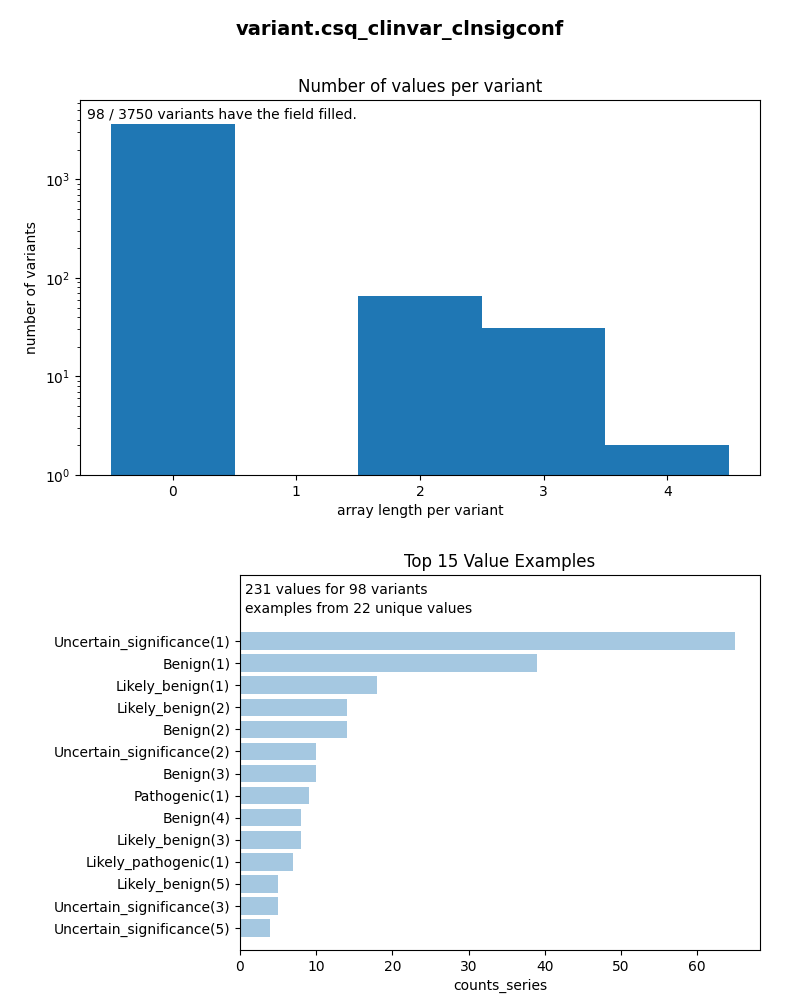 variant.csq_clinvar_clnsigconf
Number of values per variant
98 / 3750 variants have the field filled.
10³
10²
10¹
10⁰
number of variants
0 1 2 3 4
array length per variant
Top 15 Value Examples
231 values for 98 variants
examples from 22 unique values
Uncertain_significance(1)
Benign(1)
Likely_benign(1)
Likely_benign(2)
Benign(2)
Uncertain_significance(2)
Benign(3)
Pathogenic(1)
Benign(4)
Likely_benign(3)
Likely_pathogenic(1)
Likely_benign(5)
Uncertain_significance(3)
Uncertain_significance(5)
0 10 20 30 40 50 60
counts_series